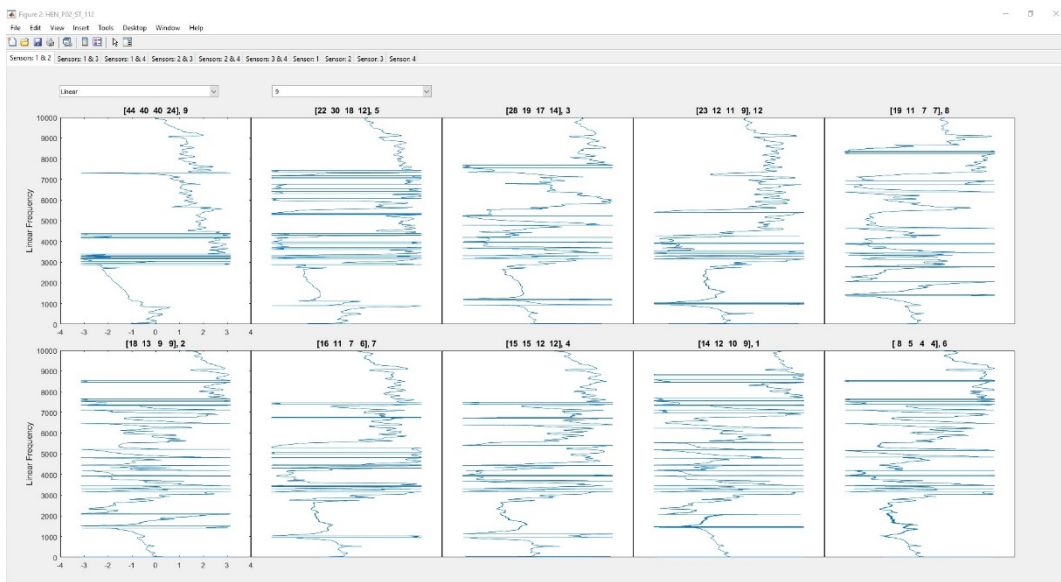 Figure 2: HEN_P02_ST_112
File Edit View Insert Tools Desktop Window Help
Sensors: 1 & 2 Sensors: 1 & 3 Sensors: 1 & 4 Sensors: 2 & 3 Sensors: 2 & 4 Sensors: 3 & 4 Sensor: 1 Sensor: 2 Sensor: 3 Sensor: 4
Linear 9
[44 40 40 24], 9 [22 30 18 12], 5 [28 19 17 14], 3 [23 12 11 9], 12 [19 11 7 7], 8
10000
9000
8000
7000
6000
5000
4000
3000
2000
1000
0
Linear Frequency
-4 -3 -2 -1 0 1 2 3 4
[18 13 9 9], 2 [16 11 7 6], 7 [15 15 12 12], 4 [14 12 10 9], 1 [ 8 5 4 4], 6
10000
9000
8000
7000
6000
5000
4000
3000
2000
1000
0
Linear Frequency
-4 -3 -2 -1 0 1 2 3 4